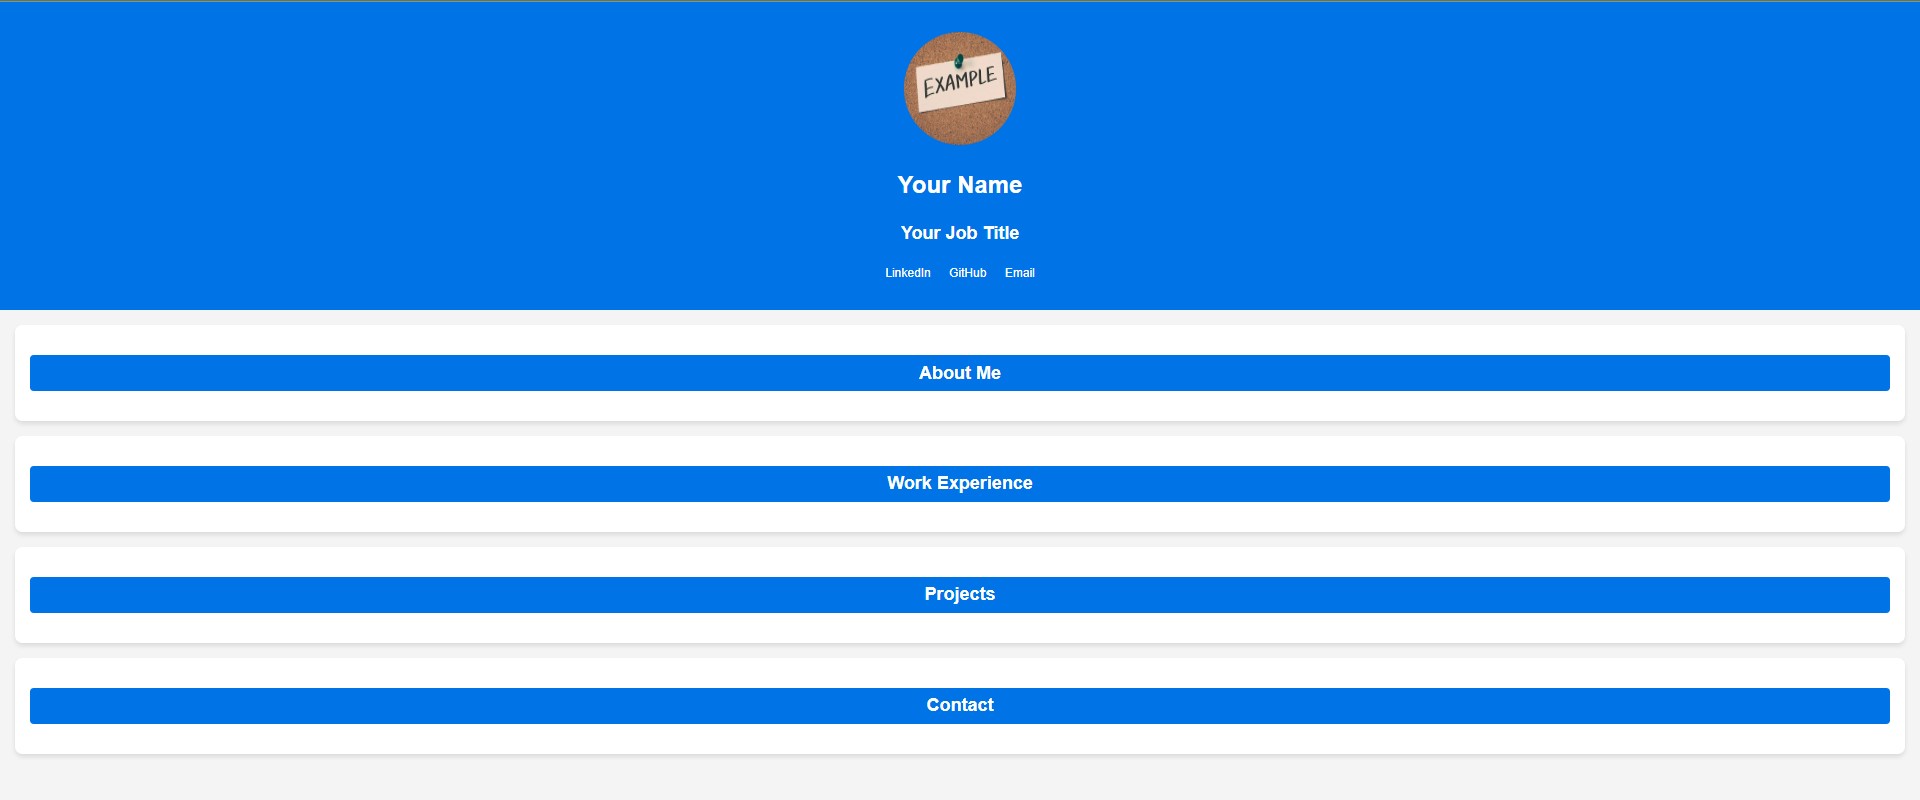 EXAMPLE
Your Name
Your Job Title
LinkedIn GitHub Email
About Me
Work Experience
Projects
Contact